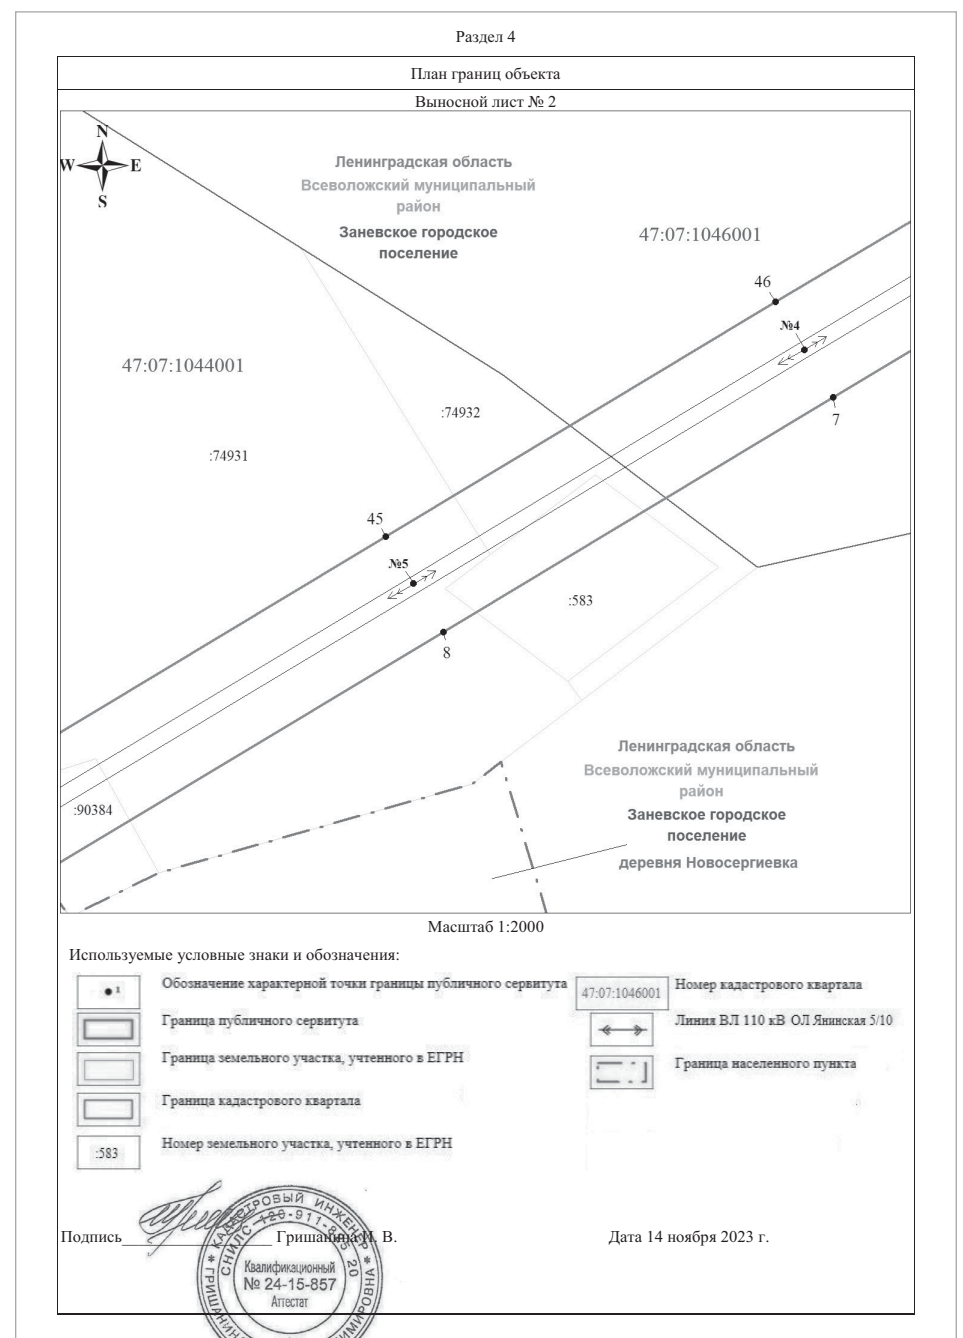 Раздел 4
План границ объекта
Выносной лист № 2
N
W
E
S
Ленинградская область
Всеволожский муниципальный
район
Заневское городское
поселение
47:07:1046001
46
№4
47:07:1044001
:74932
7
:74931
45
№5
:583
8
Ленинградская область
Всеволожский муниципальный
район
Заневское городское
поселение
деревня Новосергиевка
:90384
Масштаб 1:2000
Используемые условные знаки и обозначения:
1
Обозначение характерной точки границы публичного сервитута
Граница публичного сервитута
Граница земельного участка, учтенного в ЕГРН
Граница кадастрового квартала
:583
Номер земельного участка, учтенного в ЕГРН
47:07:1046001
Номер кадастрового квартала
Линия ВЛ 110 кВ ОЛ Янинская 5/10
Граница населенного пункта
Подпись
Гришанина И. В.
Дата 14 ноября 2023 г.
КАДАСТРОВЫЙ ИНЖЕНЕР
СНИЛС
Квалификационный
№ 24-15-857
Аттестат